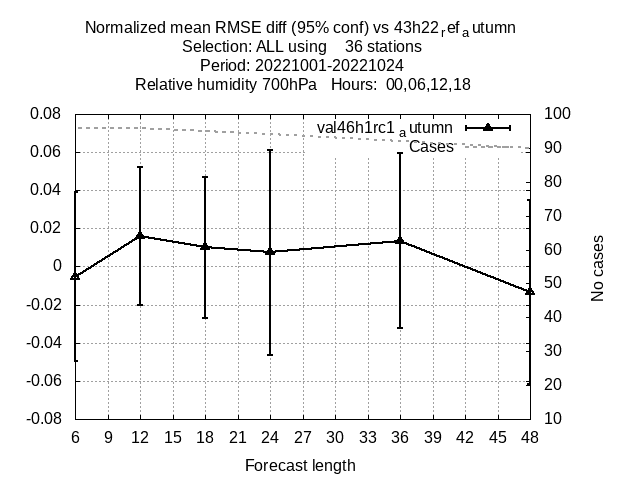 Normalized mean RMSE diff (95% conf) vs 43h22refautumn
Selection: ALL using 36 stations
Period: 20221001-20221024
Relative humidity 700hPa Hours: 00,06,12,18
0.08
0.06
0.04
0.02
0
-0.02
-0.04
-0.06
-0.08
val46h1rc1autumn
Cases
100
90
80
70
60
50
40
30
20
10
No cases
6 9 12 15 18 21 24 27 30 33 36 39 42 45 48
Forecast length